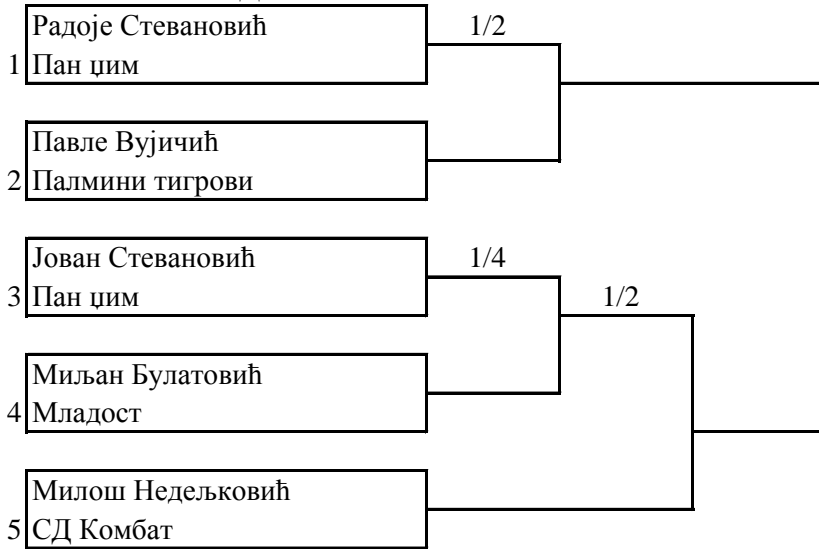 Радоје Стевановић
1/2
1 Пан џим
Павле Вујичић
2 Палмини тигрови
Јован Стевановић
1/4
3 Пан џим
1/2
Миљан Булатовић
4 Младост
Милош Недељковић
5 СД Комбат